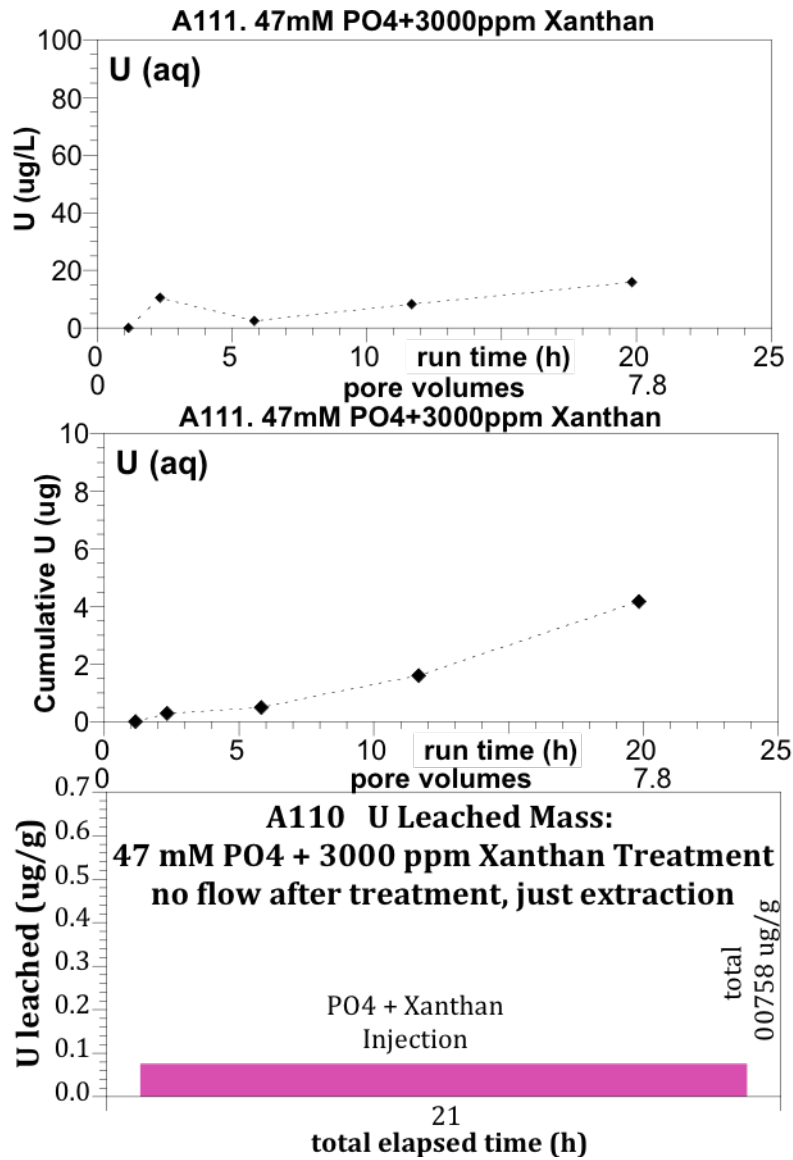 A111. 47mM PO4+3000ppm Xanthan
U (aq)
U (ug/L)
100
80
60
40
20
0
0 5 10 run time (h) 20 25
0 pore volumes 7.8
A111. 47mM PO4+3000ppm Xanthan
U (aq)
Cumulative U (ug)
10
8
6
4
2
0
0 5 10 run time (h) 20 25
0 pore volumes 7.8
A110 U Leached Mass:
47 mM PO4 + 3000 ppm Xanthan Treatment
no flow after treatment, just extraction
U leached (ug/g)
0.7
0.6
0.5
0.4
0.3
0.2
0.1
0.0
total
00758 ug/g
PO4 + Xanthan
Injection
21
total elapsed time (h)